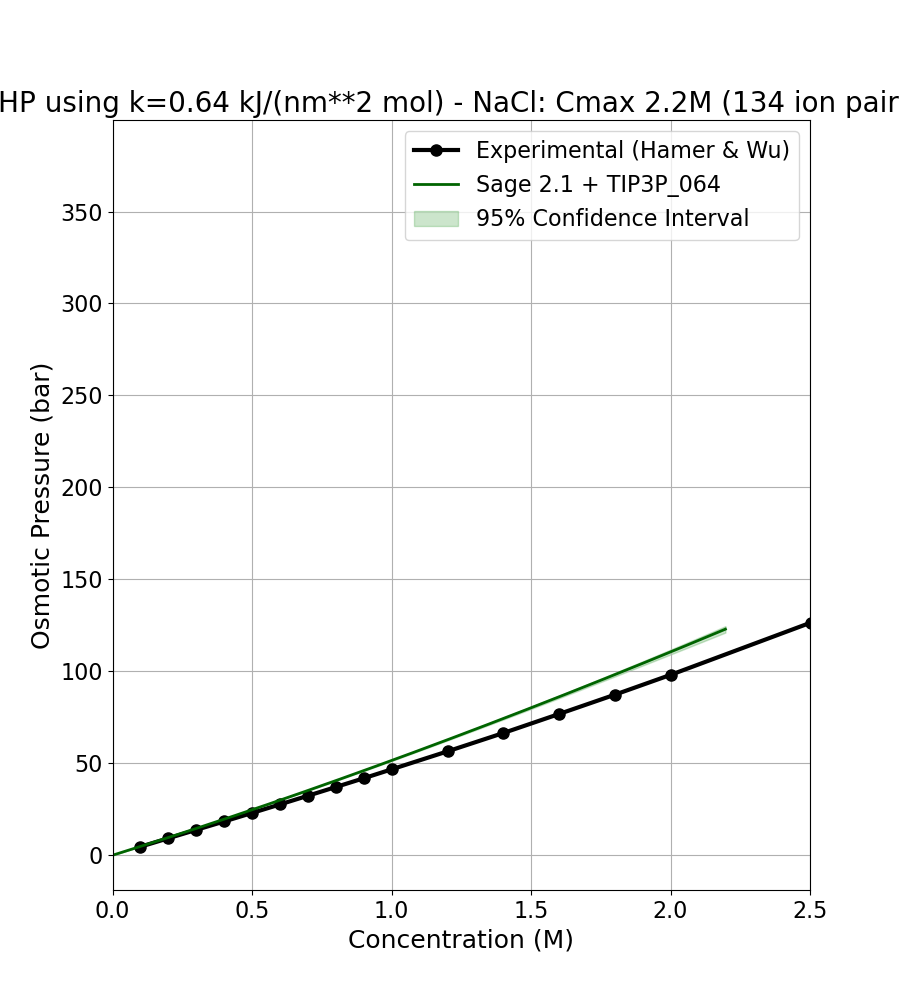 HP using k=0.64 kJ/(nm**2 mol) - NaCl: Cmax 2.2M (134 ion pair
Experimental (Hamer & Wu)
Sage 2.1 + TIP3P_064
95% Confidence Interval
350
300
250
200
150
100
50
0
Osmotic Pressure (bar)
0.0 0.5 1.0 1.5 2.0 2.5
Concentration (M)